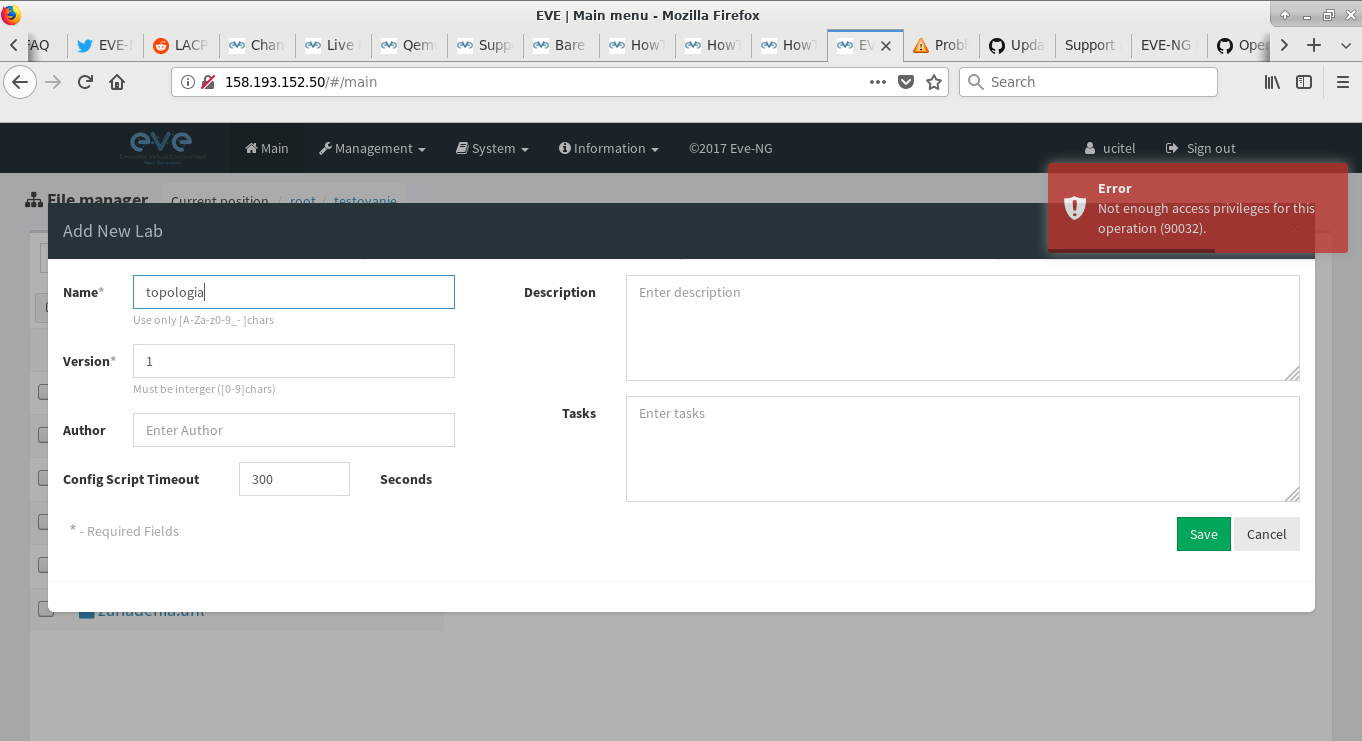 EVE | Main menu - Mozilla Firefox
FAQ EVE- LACP Chan Live Qem Supp Bare HowT HowT HowT EV Probl Upda Support EVE-NG Ope
158.193.152.50/#/main
Search
eve
Main Management System Information ©2017 Eve-NG ucitel Sign out
File manager Current position / root / testovanie
Error
Not enough access privileges for this
operation (90032).
Add New Lab
Name* topologia
Use only [A-Za-z0-9_- ]chars
Version* 1
Must be interger ([0-9]chars)
Author Enter Author
Config Script Timeout 300 Seconds
* - Required Fields
Description Enter description
Tasks Enter tasks
Save Cancel
zariadenia.unl